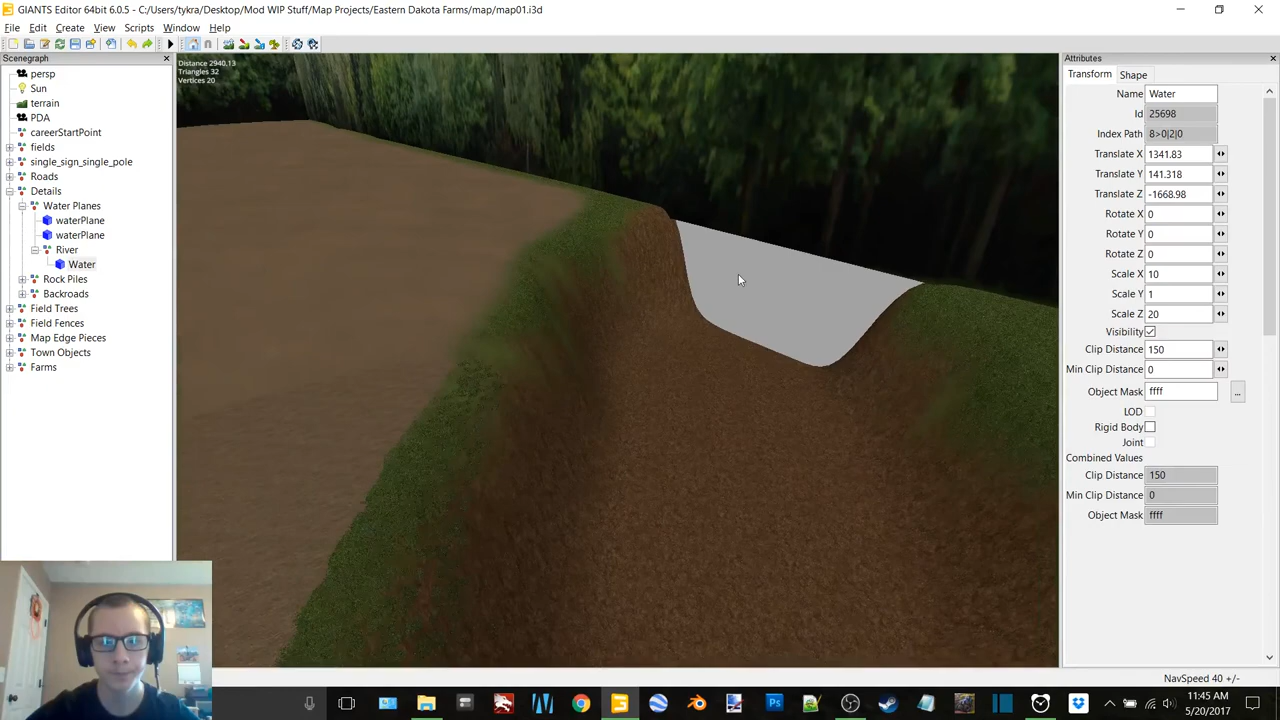 GIANTS Editor 64bit 6.0.5 - C:/Users/tykra/Desktop/Mod WIP Stuff/Map Projects/Eastern Dakota Farms/map/map01.i3d
File Edit Create View Scripts Window Help
Scenegraph
persp
Sun
terrain
PDA
careerStartPoint
fields
single_sign_single_pole
Roads
Details
Water Planes
waterPlane
waterPlane
River
Water
Rock Piles
Backroads
Field Trees
Field Fences
Map Edge Pieces
Town Objects
Farms
Distance 2940.13
Triangles 32
Vertices 20
Attributes
Transform Shape
Name Water
Id 25698
Index Path 8>0|2|0
Translate X 1341.83
Translate Y 141.318
Translate Z -1668.98
Rotate X 0
Rotate Y 0
Rotate Z 0
Scale X 10
Scale Y 1
Scale Z 20
Visibility
Clip Distance 150
Min Clip Distance 0
Object Mask ffff ...
LOD
Rigid Body
Joint
Combined Values
Clip Distance 150
Min Clip Distance 0
Object Mask ffff
NavSpeed 40 +/-
11:45 AM
5/20/2017